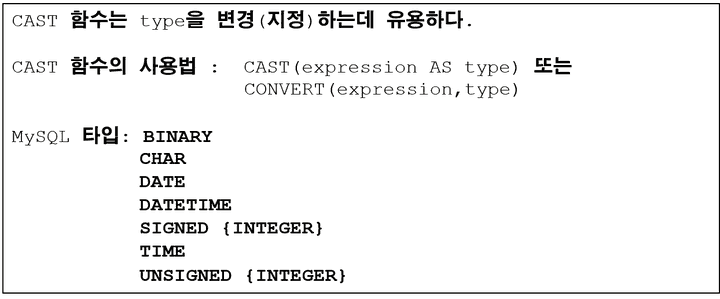 CAST 함수는 type을 변경(지정)하는데 유용하다.
CAST 함수의 사용법 : CAST(expression AS type) 또는
CONVERT(expression,type)
MySQL 타입: BINARY
CHAR
DATE
DATETIME
SIGNED {INTEGER}
TIME
UNSIGNED {INTEGER}